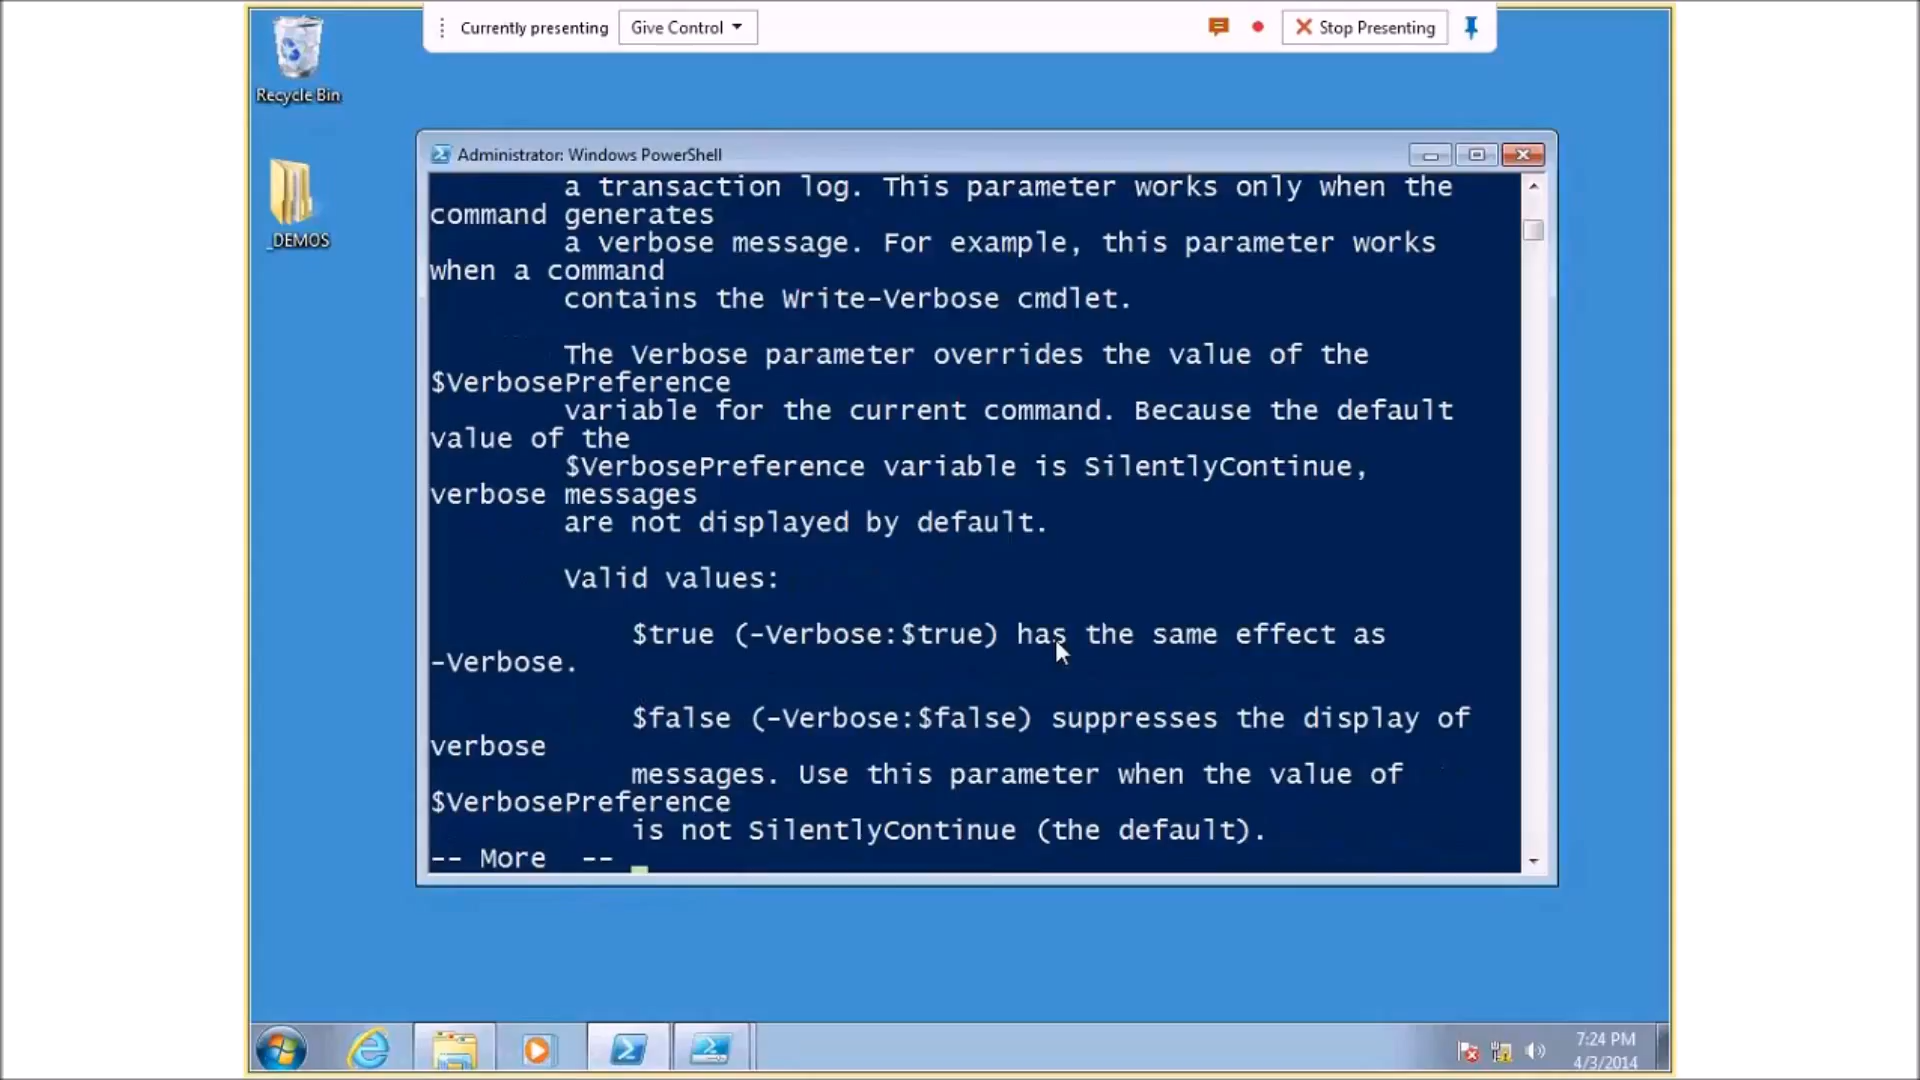 Currently presenting
Give Control
Stop Presenting
Recycle Bin
_DEMOS
Administrator: Windows PowerShell
a transaction log. This parameter works only when the
command generates
a verbose message. For example, this parameter works
when a command
contains the Write-Verbose cmdlet.
The Verbose parameter overrides the value of the
$VerbosePreference
variable for the current command. Because the default
value of the
$VerbosePreference variable is SilentlyContinue,
verbose messages
are not displayed by default.
Valid values:
$true (-Verbose:$true) has the same effect as
-Verbose.
$false (-Verbose:$false) suppresses the display of
verbose
messages. Use this parameter when the value of
$VerbosePreference
is not SilentlyContinue (the default).
-- More --
7:24 PM
4/3/2014